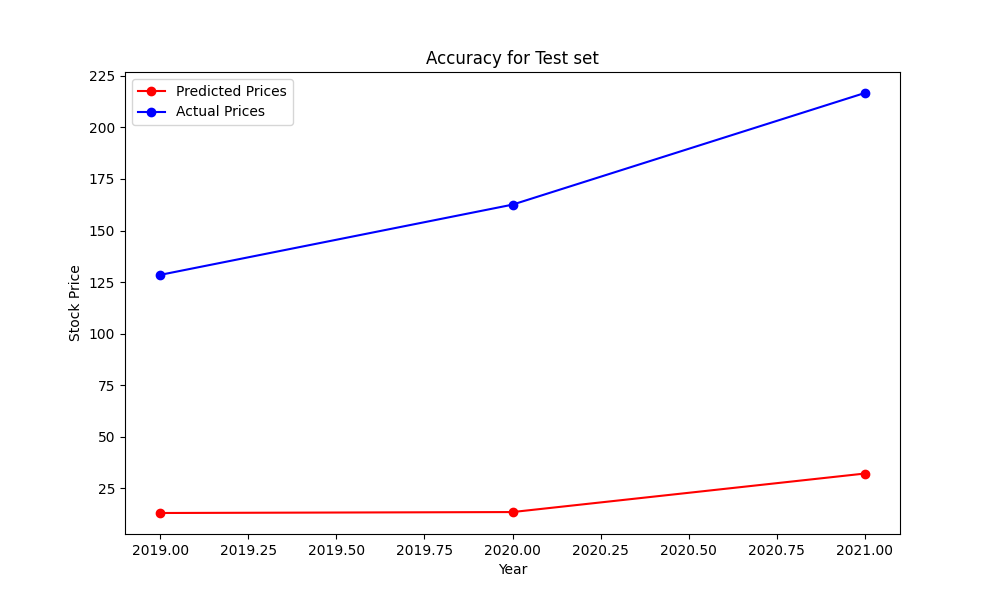 Accuracy for Test set
Predicted Prices
Actual Prices
Stock Price
225
200
175
150
125
100
75
50
25
2019.00 2019.25 2019.50 2019.75 2020.00 2020.25 2020.50 2020.75 2021.00
Year